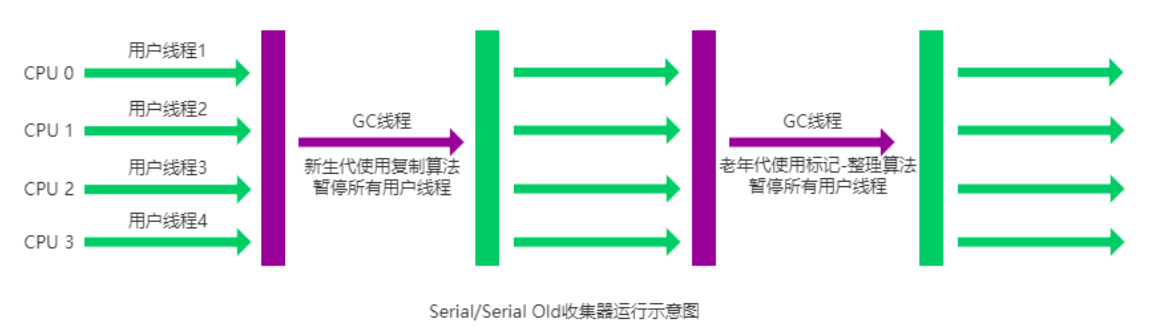 用户线程1
CPU 0
用户线程2
CPU 1
用户线程3
CPU 2
用户线程4
CPU 3
GC线程
新生代使用复制算法
暂停所有用户线程
GC线程
老年代使用标记-整理算法
暂停所有用户线程
Serial/Serial Old收集器运行示意图